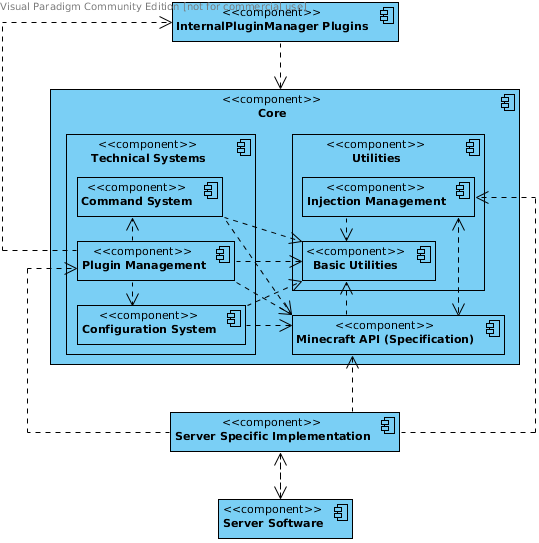 Visual Paradigm Community Edition [not for commercial use]
<<component>>
InternalPluginManager Plugins
<<component>>
Core
<<component>>
Technical Systems
<<component>>
Command System
<<component>>
Plugin Management
<<component>>
Configuration System
<<component>>
Utilities
<<component>>
Injection Management
<<component>>
Basic Utilities
<<component>>
Minecraft API (Specification)
<<component>>
Server Specific Implementation
<<component>>
Server Software